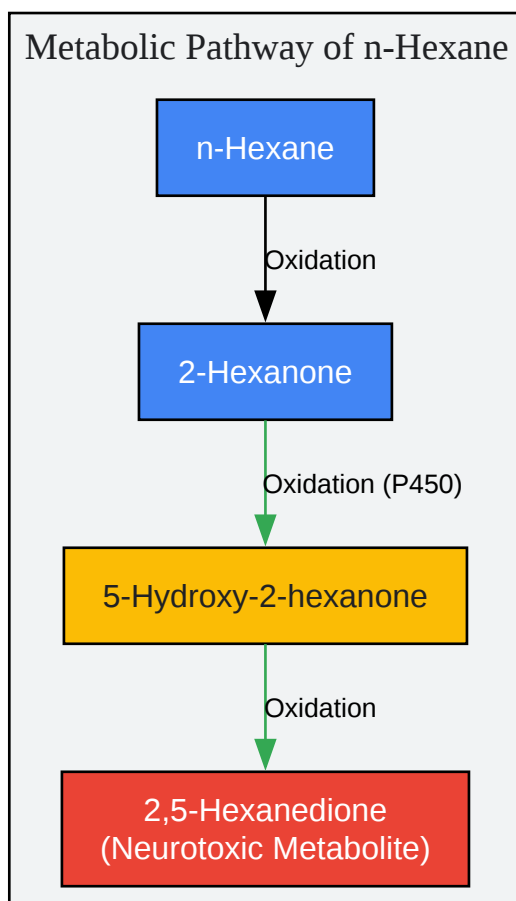 Metabolic Pathway of n-Hexane
n-Hexane
Oxidation
2-Hexanone
Oxidation (P450)
5-Hydroxy-2-hexanone
Oxidation
2,5-Hexanedione
(Neurotoxic Metabolite)